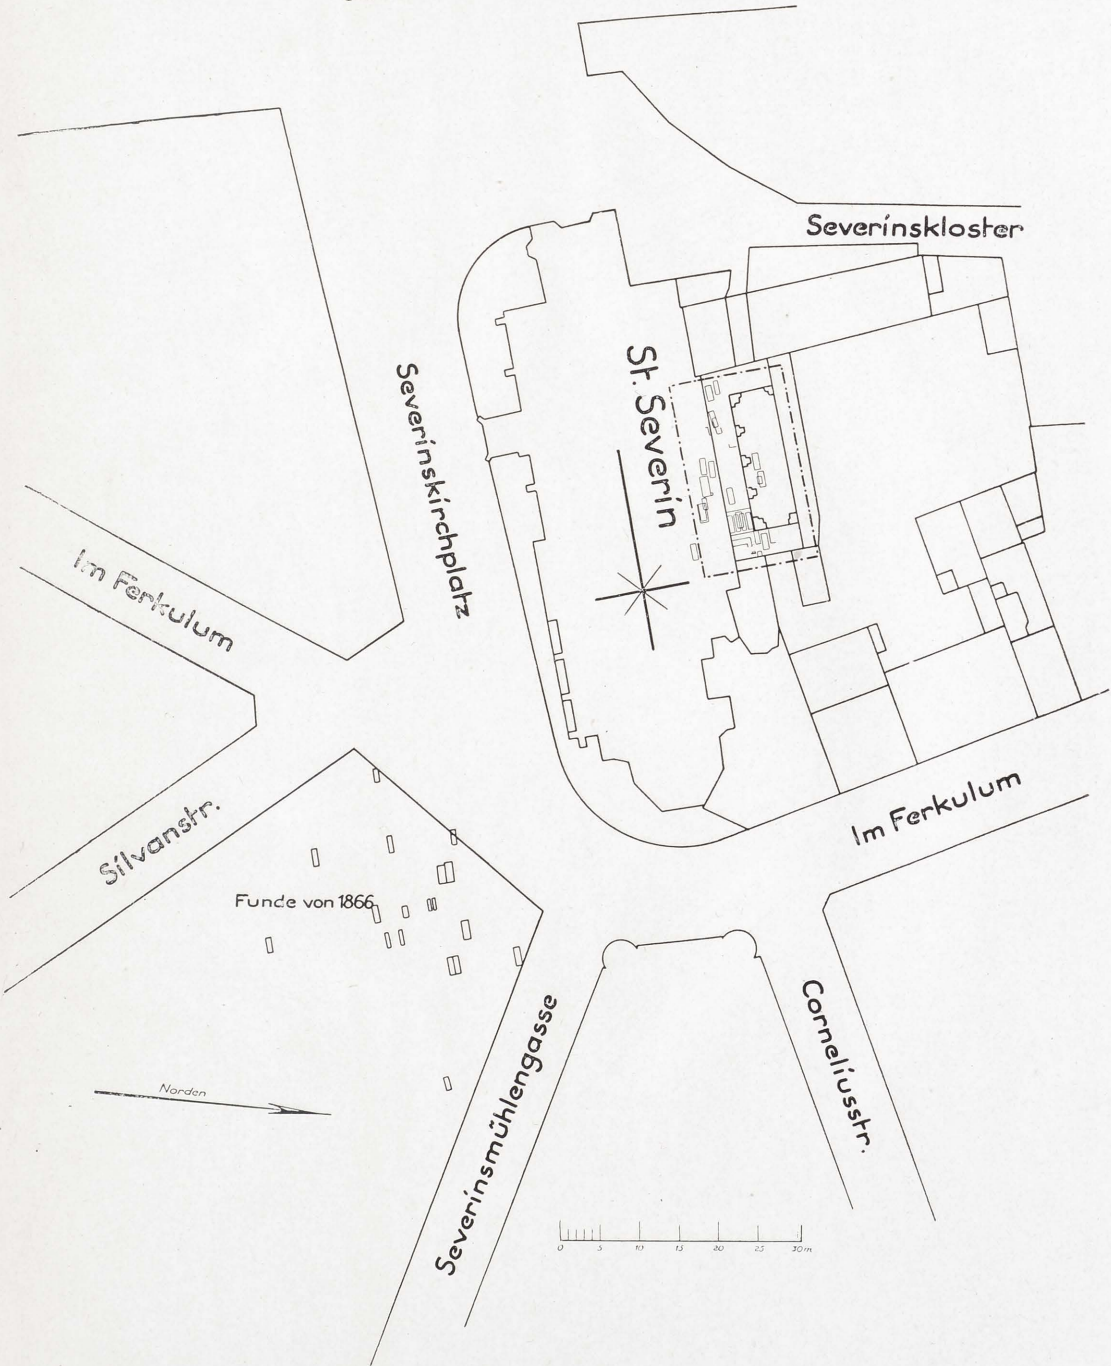 Severinskloster
St. Severin
Severinskirchplatz
Im Ferkulum
Im Ferkulum
Silvanstr.
Funde von 1866
Corneliusstr.
Severinsmühlengasse
Norden
0 5 10 15 20 25 30 m